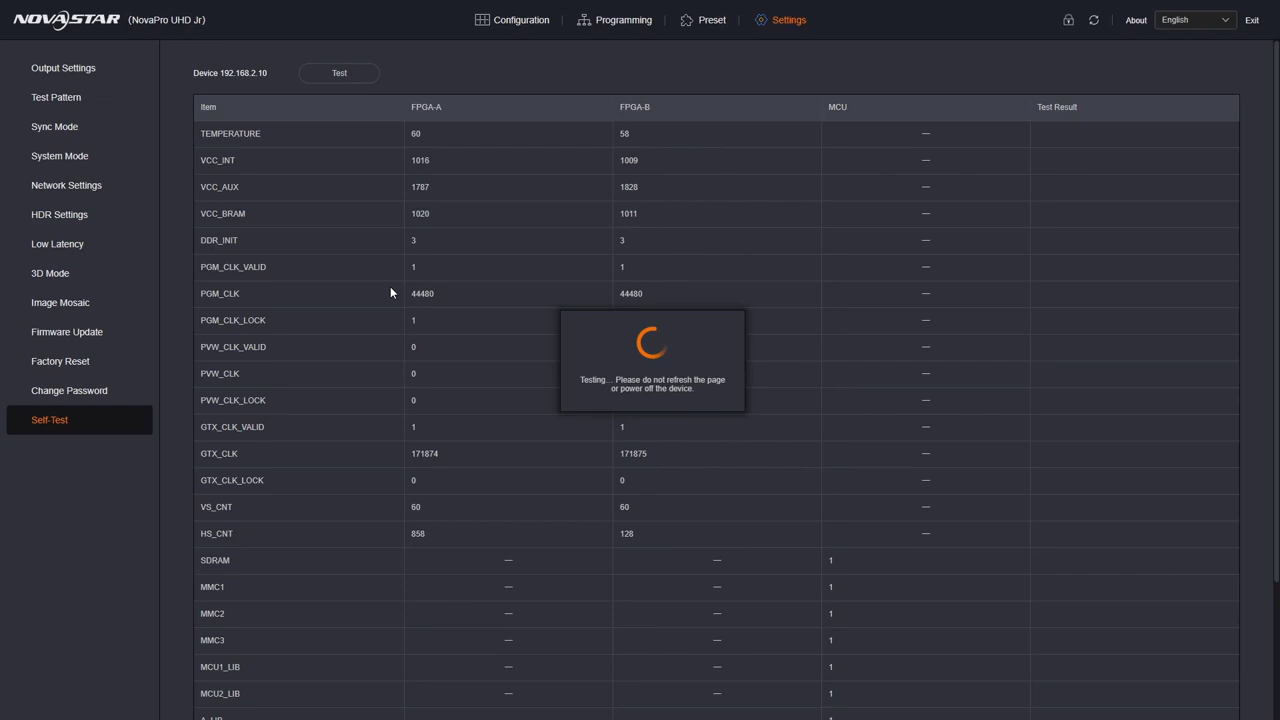 NOVASTAR (NovaPro UHD Jr) Configuration Programming Preset Settings About English Exit
Output Settings
Test Pattern
Sync Mode
System Mode
Network Settings
HDR Settings
Low Latency
3D Mode
Image Mosaic
Firmware Update
Factory Reset
Change Password
Self-Test
Device 192.168.2.10 Test
Item FPGA-A FPGA-B MCU Test Result
TEMPERATURE 60 58 —
VCC_INT 1016 1009 —
VCC_AUX 1787 1828 —
VCC_BRAM 1020 1011 —
DDR_INIT 3 3 —
PGM_CLK_VALID 1 1 —
PGM_CLK 44480 44480 —
PGM_CLK_LOCK 1 —
PVW_CLK_VALID 0 —
PVW_CLK 0 —
PVW_CLK_LOCK 0 —
GTX_CLK_VALID 1 1 —
GTX_CLK 171874 171875 —
GTX_CLK_LOCK 0 0 —
VS_CNT 60 60 —
HS_CNT 858 128 —
SDRAM — — 1
MMC1 — — 1
MMC2 — — 1
MMC3 — — 1
MCU1_LIB — — 1
MCU2_LIB — — 1
Testing... Please do not refresh the page
or power off the device.